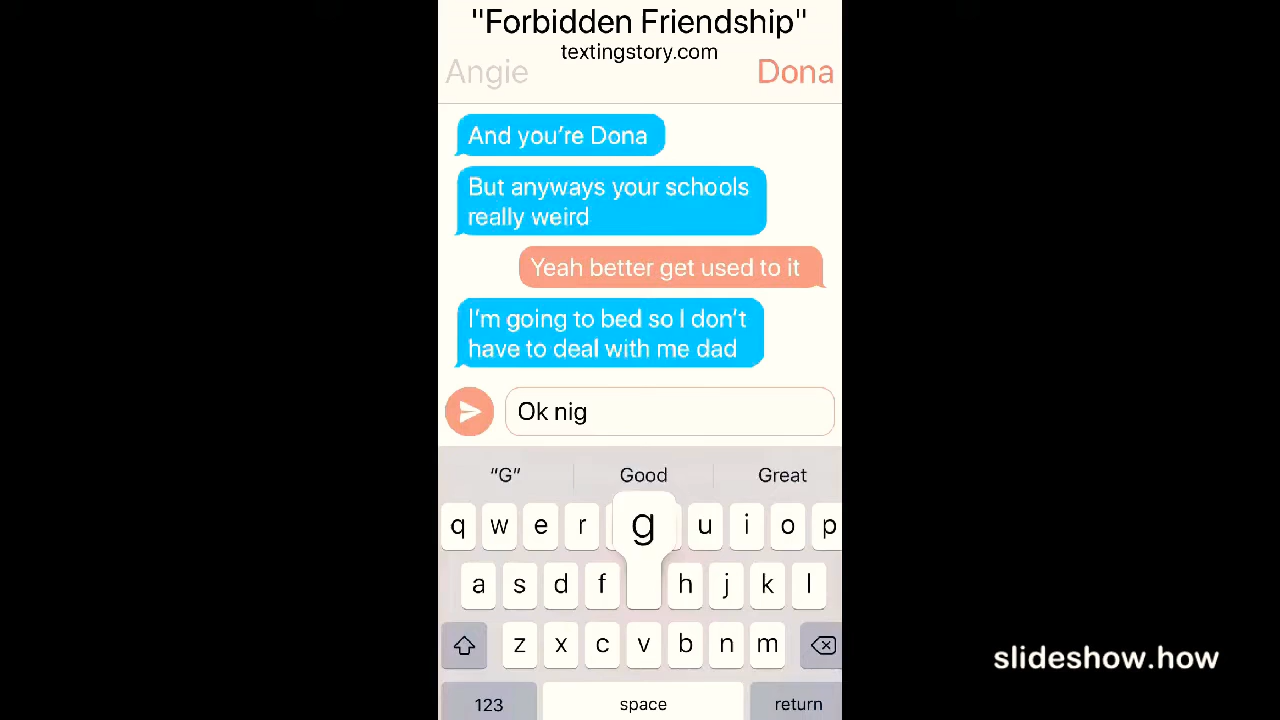 "Forbidden Friendship"
textingstory.com
Angie
Dona
And you’re Dona
But anyways your schools
really weird
Yeah better get used to it
I’m going to bed so I don’t
have to deal with me dad
Ok nig
“G” Good Great
q w e r g u i o p
a s d f h j k l
z x c v b n m
123 space return
slideshow.how